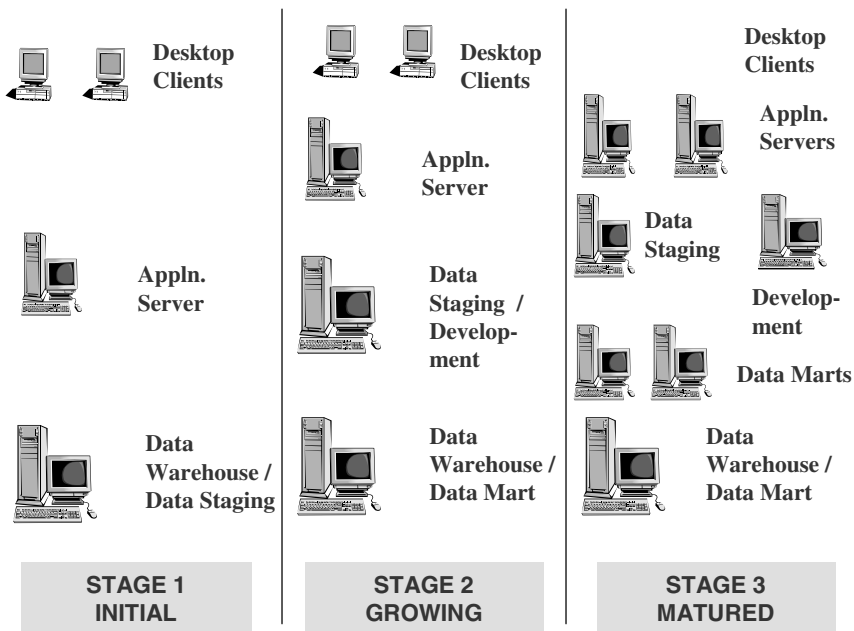 Desktop
Clients
Appln.
Server
Data
Warehouse /
Data Staging
STAGE 1
INITIAL
Desktop
Clients
Appln.
Server
Data
Staging /
Develop-
ment
Data
Warehouse /
Data Mart
STAGE 2
GROWING
Desktop
Clients
Appln.
Servers
Data
Staging
Develop-
ment
Data Marts
Data
Warehouse /
Data Mart
STAGE 3
MATURED